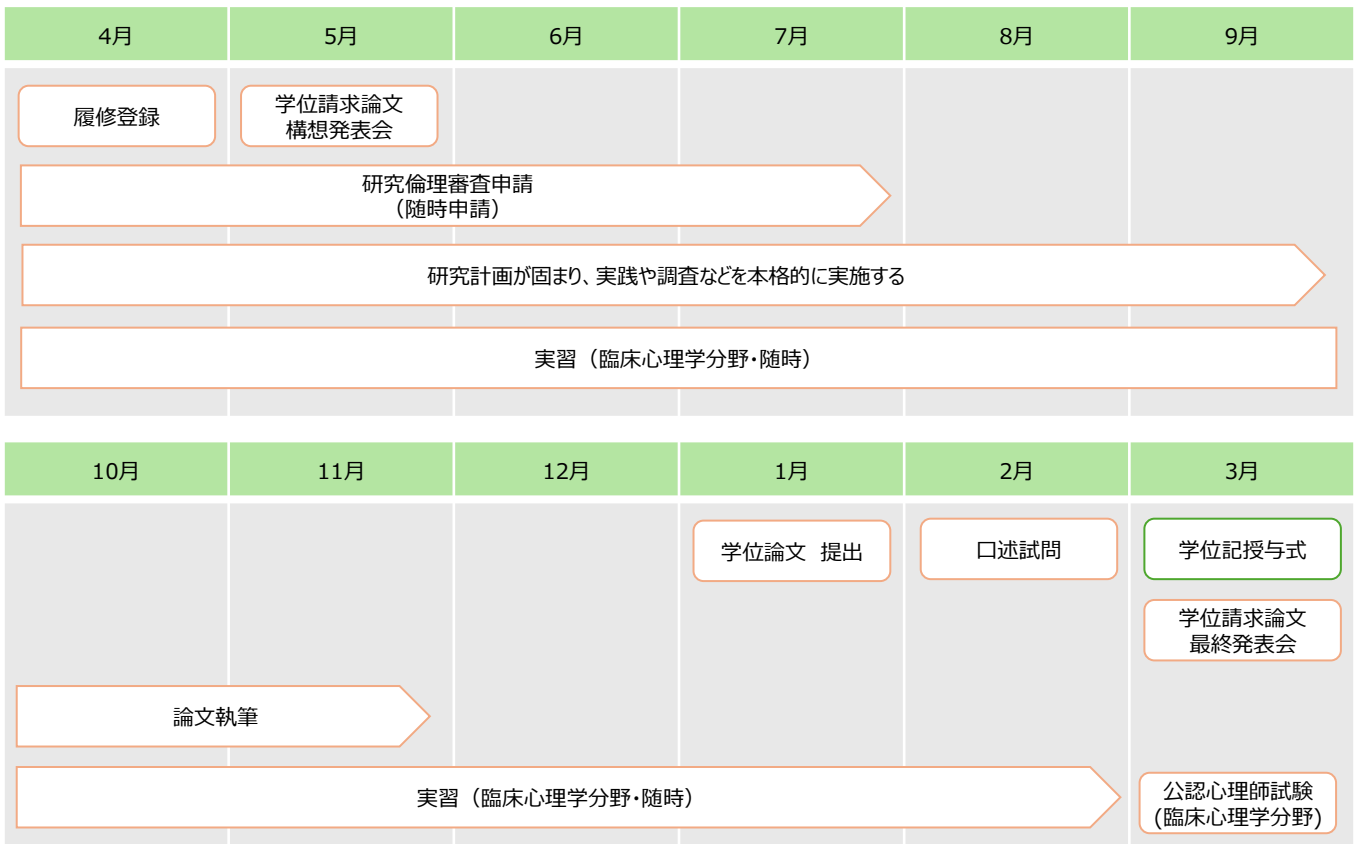 4月 5月 6月 7月 8月 9月
履修登録
学位請求論文
構想発表会
研究倫理審査申請
（随時申請）
研究計画が固まり、実践や調査などを本格的に実施する
実習（臨床心理学分野・随時）
10月 11月 12月 1月 2月 3月
学位論文 提出
口述試問
学位記授与式
学位請求論文
最終発表会
論文執筆
実習（臨床心理学分野・随時）
公認心理師試験
(臨床心理学分野)